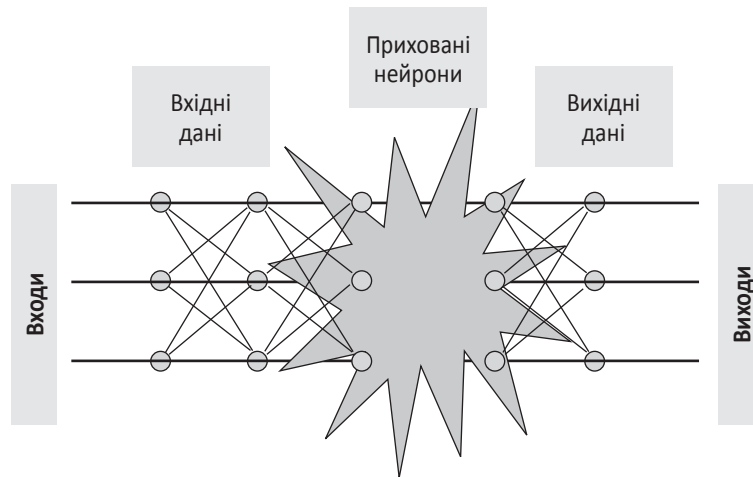 Приховані
нейрони
Вхідні
дані
Вихідні
дані
Входи
Виходи